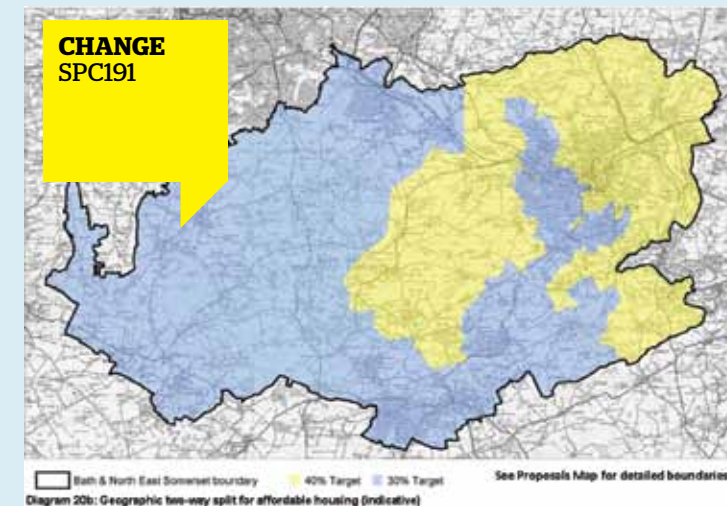 CHANGE
SPC191
Bath & North East Somerset boundary
40% Target
30% Target
See Proposals Map for detailed boundaries
Diagram 20b: Geographic two-way split for affordable housing (indicative)